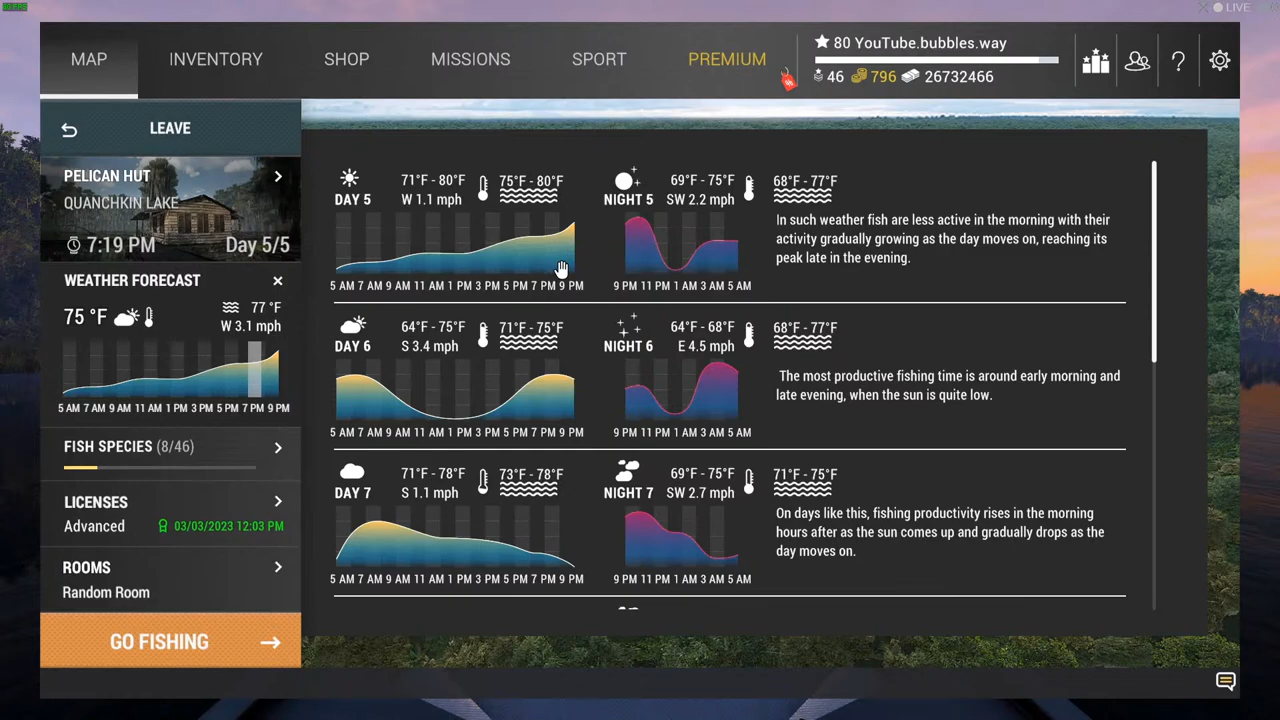 LIVE
MAP INVENTORY SHOP MISSIONS SPORT PREMIUM
80 YouTube.bubbles.way
46 796 26732466
LEAVE
PELICAN HUT
QUANCHKIN LAKE
7:19 PM Day 5/5
WEATHER FORECAST
75 °F 77 °F
W 3.1 mph
5 AM 7 AM 9 AM 11 AM 1 PM 3 PM 5 PM 7 PM 9 PM
FISH SPECIES (8/46)
LICENSES
Advanced 03/03/2023 12:03 PM
ROOMS
Random Room
GO FISHING
DAY 5
71°F - 80°F
W 1.1 mph
75°F - 80°F
5 AM 7 AM 9 AM 11 AM 1 PM 3 PM 5 PM 7 PM 9 PM
NIGHT 5
69°F - 75°F
SW 2.2 mph
68°F - 77°F
9 PM 11 PM 1 AM 3 AM 5 AM
In such weather fish are less active in the morning with their
activity gradually growing as the day moves on, reaching its
peak late in the evening.
DAY 6
64°F - 75°F
S 3.4 mph
71°F - 75°F
5 AM 7 AM 9 AM 11 AM 1 PM 3 PM 5 PM 7 PM 9 PM
NIGHT 6
64°F - 68°F
E 4.5 mph
68°F - 77°F
9 PM 11 PM 1 AM 3 AM 5 AM
The most productive fishing time is around early morning and
late evening, when the sun is quite low.
DAY 7
71°F - 78°F
S 1.1 mph
73°F - 78°F
5 AM 7 AM 9 AM 11 AM 1 PM 3 PM 5 PM 7 PM 9 PM
NIGHT 7
69°F - 75°F
SW 2.7 mph
71°F - 75°F
9 PM 11 PM 1 AM 3 AM 5 AM
On days like this, fishing productivity rises in the morning
hours after as the sun comes up and gradually drops as the
day moves on.